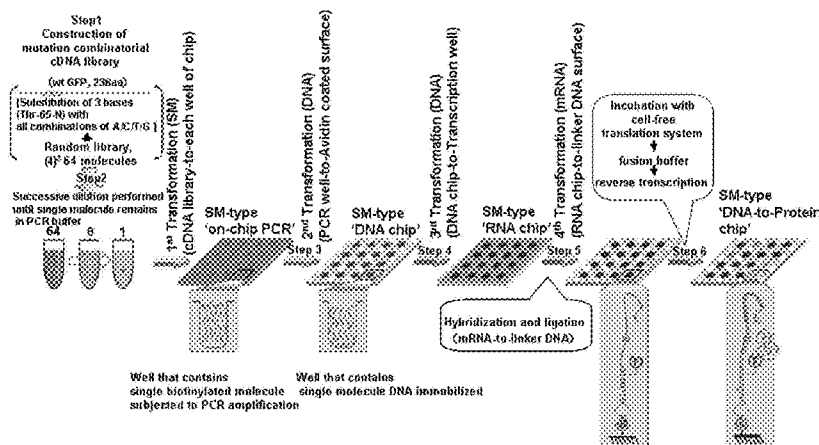 Step1
Construction of
mutation combinatorial
cDNA library
(wt GFP, 238aa)
[Substitution of 3 bases
(Thr-65-N) with
all combinations of A/C/T/G ]
Random library,
(4)³ 64 molecules
Step2
Successive dilution performed
until single molecule remains
in PCR buffer
64 8 1
1st Transformation (SM)
(cDNA library-to-each well of chip)
SM-type
'on-chip PCR'
Well that contains
single biotinylated molecule
subjected to PCR amplification
2nd Transformation (DNA)
(PCR well-to-Avidin coated surface)
Step 3
SM-type
'DNA chip'
Well that contains
single molecule DNA immobilized
3rd Transformation (DNA)
(DNA chip-to-Transcription well)
Step 4
SM-type
'RNA chip'
4th Transformation (mRNA)
(RNA chip-to-linker DNA surface)
Step 5
Hybridization and ligation
(mRNA-to-linker DNA)
Incubation with
cell-free
translation system
fusion buffer
reverse transcription
Step 6
SM-type
'DNA-to-Protein
chip'